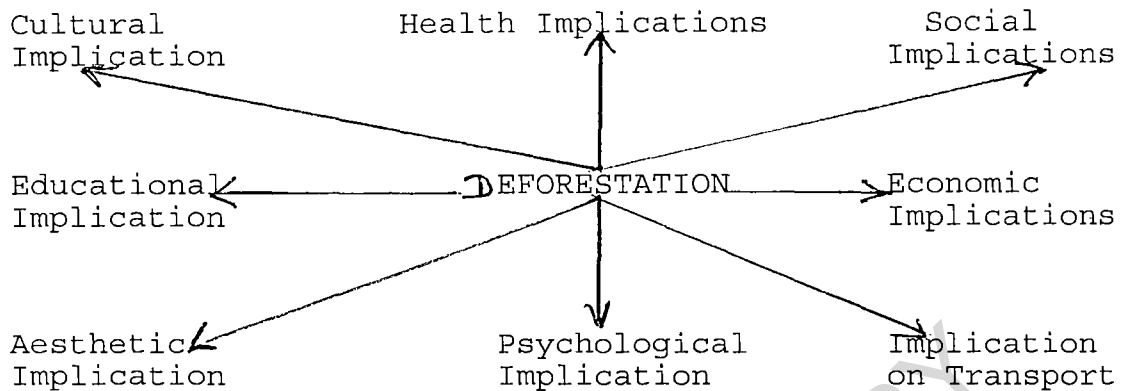 Cultural
Implication
Health Implications
Social
Implications
Educational
Implication
DEFORESTATION
Economic
Implications
Aesthetic
Implication
Psychological
Implication
Implication
on Transport